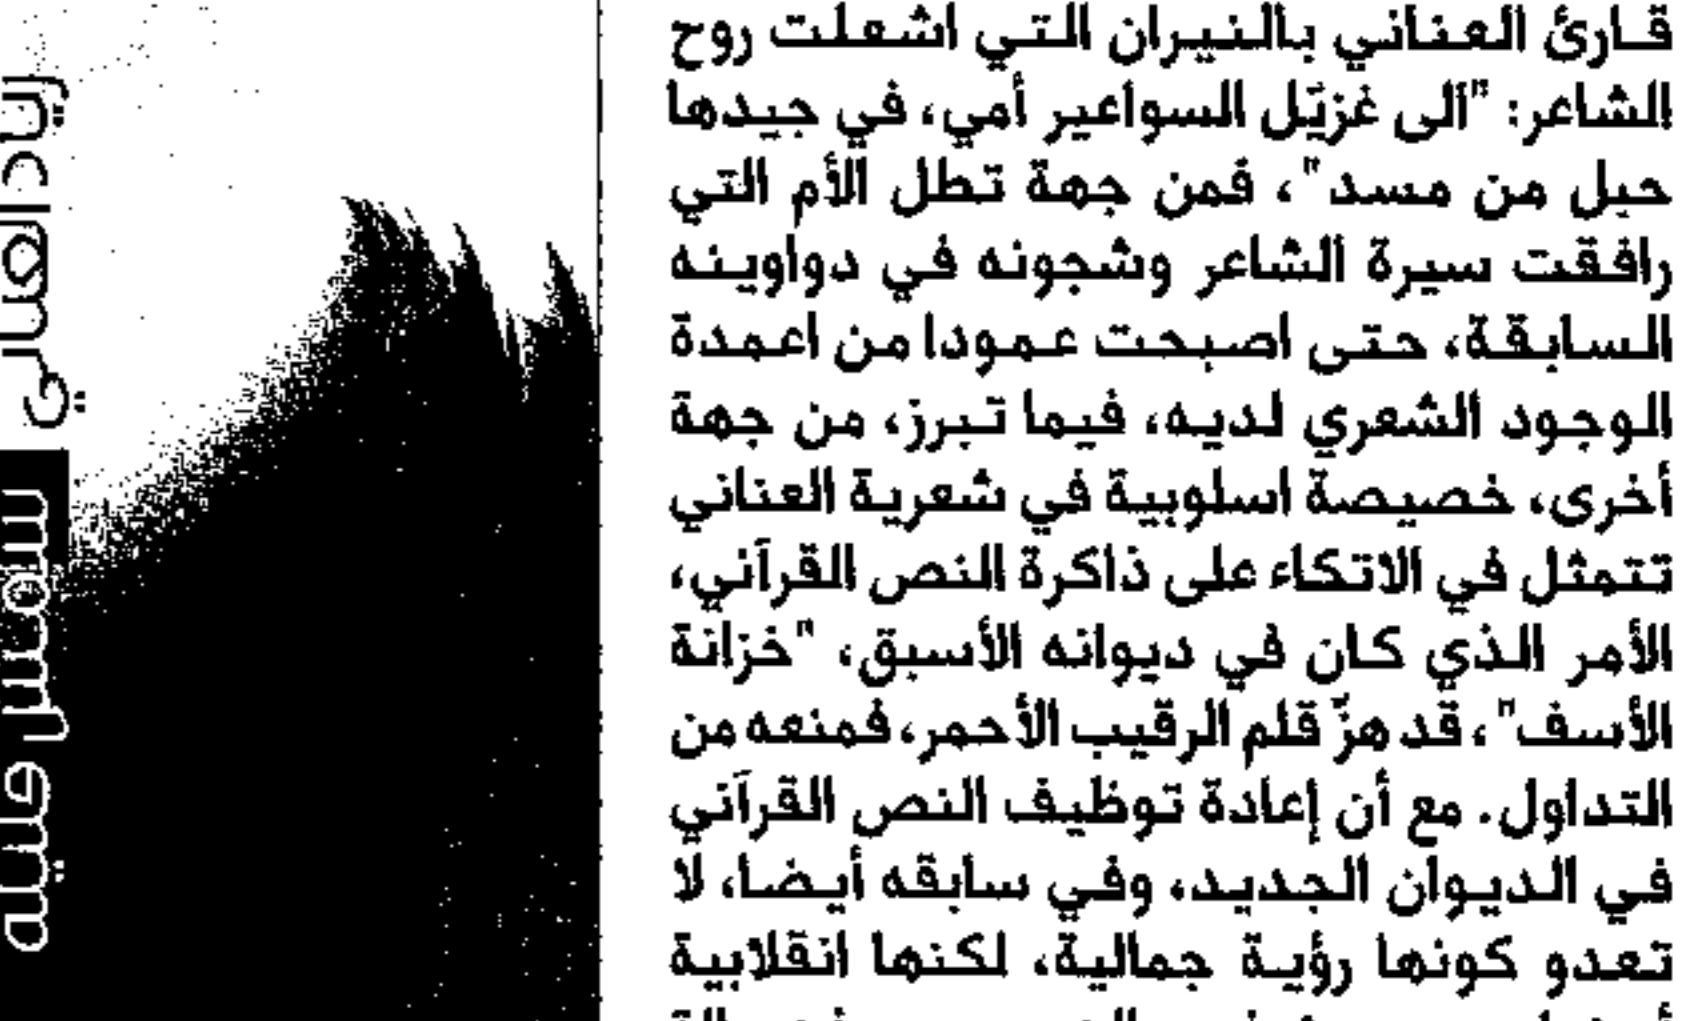 قارئ العناني بالنيران التي اشعلت روح
الشاعر: "الى غزيّل السواعير أمي، في جيدها
حبل من مسد"، فمن جهة تطل الأم التي
رافقت سيرة الشاعر وشجونه في دواوينه
السابقة، حتى اصبحت عمودا من اعمدة
الوجود الشعري لديه، فيما تبرز، من جهة
أخرى، خصيصة اسلوبية في شعرية العناني
تتمثل في الاتكاء على ذاكرة النص القرآني،
الأمر الذي كان في ديوانه الأسبق، "خزانة
الأسف"، قد هزّ قلم الرقيب الأحمر، فمنعه من
التداول. مع أن إعادة توظيف النص القرآني
في الديوان الجديد، وفي سابقه أيضا، لا
تعدو كونها رؤية جمالية، لكنها انقلابية
زياد العناني
شمس قليلة